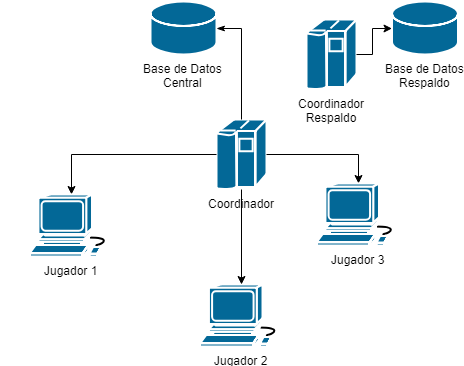 Base de Datos
Central
Coordinador
Respaldo
Base de Datos
Respaldo
Coordinador
Jugador 1
Jugador 3
Jugador 2